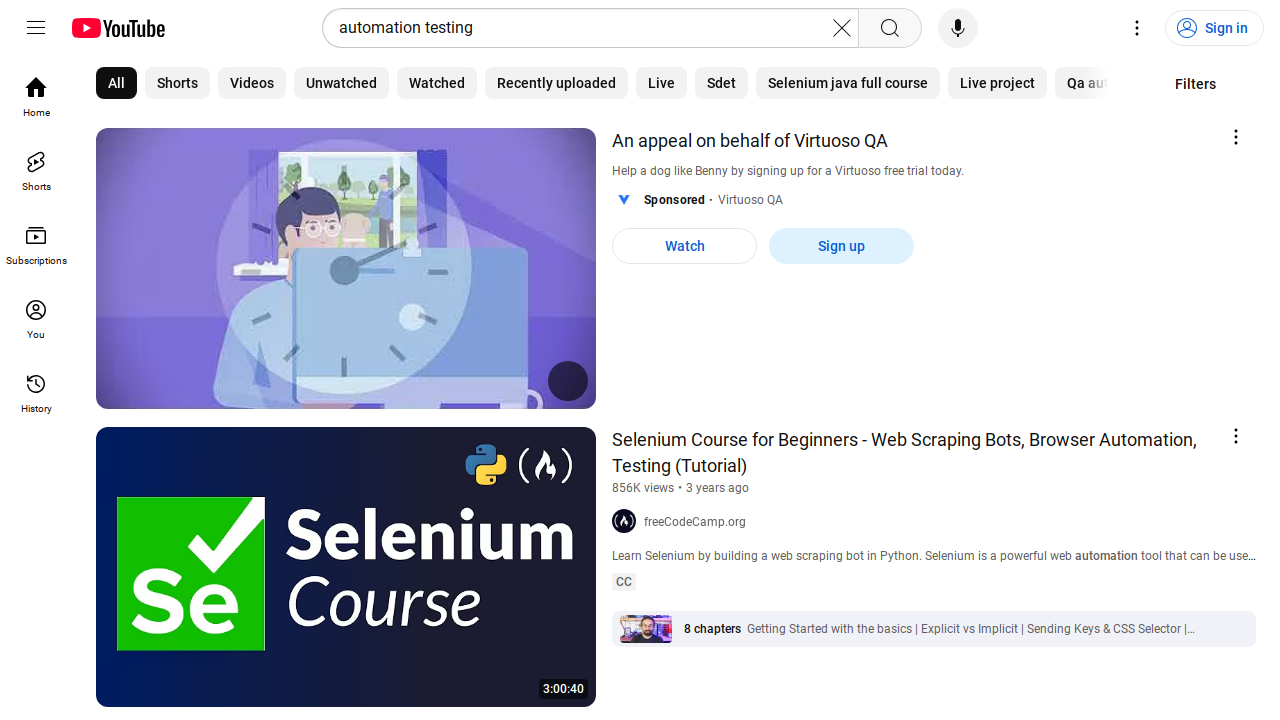 YouTube
automation testing
Sign in
All
Shorts
Videos
Unwatched
Watched
Recently uploaded
Live
Sdet
Selenium java full course
Live project
Qa aut
Filters
Home
Shorts
Subscriptions
You
History
An appeal on behalf of Virtuoso QA
Help a dog like Benny by signing up for a Virtuoso free trial today.
Sponsored · Virtuoso QA
Watch
Sign up
Se
Selenium
Course
3:00:40
Selenium Course for Beginners - Web Scraping Bots, Browser Automation,
Testing (Tutorial)
856K views • 3 years ago
freeCodeCamp.org
Learn Selenium by building a web scraping bot in Python. Selenium is a powerful web automation tool that can be use...
CC
8 chapters Getting Started with the basics | Explicit vs Implicit | Sending Keys & CSS Selector |...